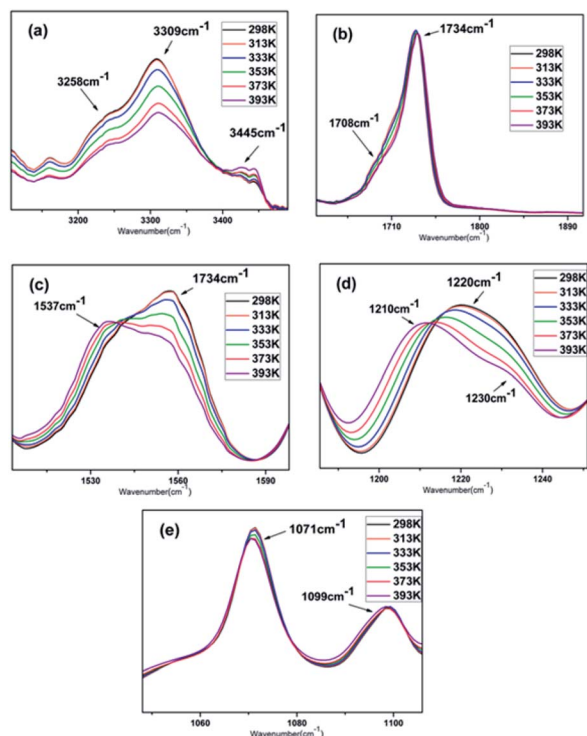 (a)
3309cm-1
3258cm-1
3445cm-1
298K
313K
333K
353K
373K
393K
3200 3300 3400
Wavenumber(cm-1)
(b)
1734cm-1
1708cm-1
298K
313K
333K
353K
373K
393K
1710 1800 1890
Wavenumber(cm-1)
(c)
1734cm-1
1537cm-1
298K
313K
333K
353K
373K
393K
1530 1560 1590
Wavenumber(cm-1)
(d)
1220cm-1
1210cm-1
1230cm-1
298K
313K
333K
353K
373K
393K
1200 1220 1240
Wavenumber(cm-1)
(e)
1071cm-1
1099cm-1
298K
313K
333K
353K
373K
393K
1060 1080 1100
Wavenumber(cm-1)